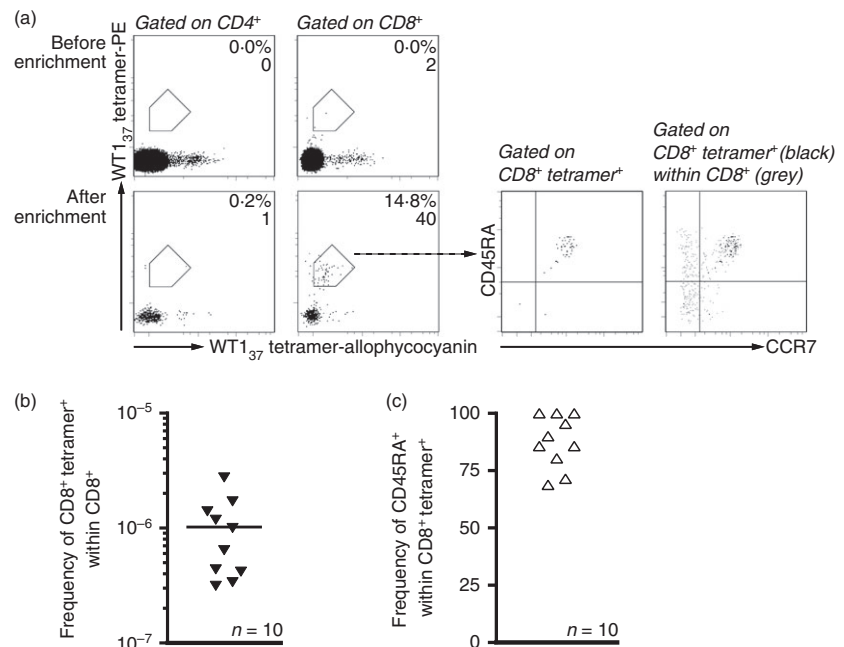 (a)
Gated on CD4⁺
Gated on CD8⁺
Before
enrichment
WT1₃₇ tetramer-PE
0·0%
0
0·0%
2
After
enrichment
0·2%
1
14·8%
40
Gated on
CD8⁺ tetramer⁺
Gated on
CD8⁺ tetramer⁺ (black)
within CD8⁺ (grey)
CD45RA
WT1₃₇ tetramer-allophycocyanin
CCR7
(b)
Frequency of CD8⁺ tetramer⁺
within CD8⁺
10⁻⁵
10⁻⁶
10⁻⁷
n = 10
(c)
Frequency of CD45RA⁺
within CD8⁺ tetramer⁺
100
75
50
25
0
n = 10